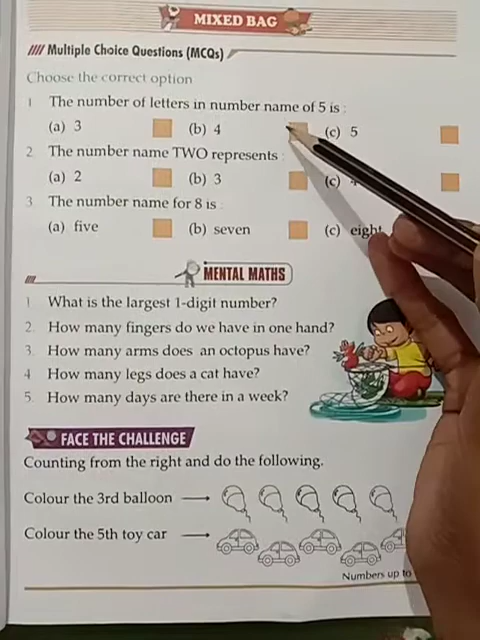 MIXED BAG
Multiple Choice Questions (MCQs)
Choose the correct option
1 The number of letters in number name of 5 is :
(a) 3 (b) 4 (c) 5
2. The number name TWO represents :
(a) 2 (b) 3 (c)
3. The number name for 8 is
(a) five (b) seven (c) eight
MENTAL MATHS
1 What is the largest 1-digit number?
2. How many fingers do we have in one hand?
3. How many arms does an octopus have?
4 How many legs does a cat have?
5. How many days are there in a week?
FACE THE CHALLENGE
Counting from the right and do the following.
Colour the 3rd balloon
Colour the 5th toy car
Numbers up to